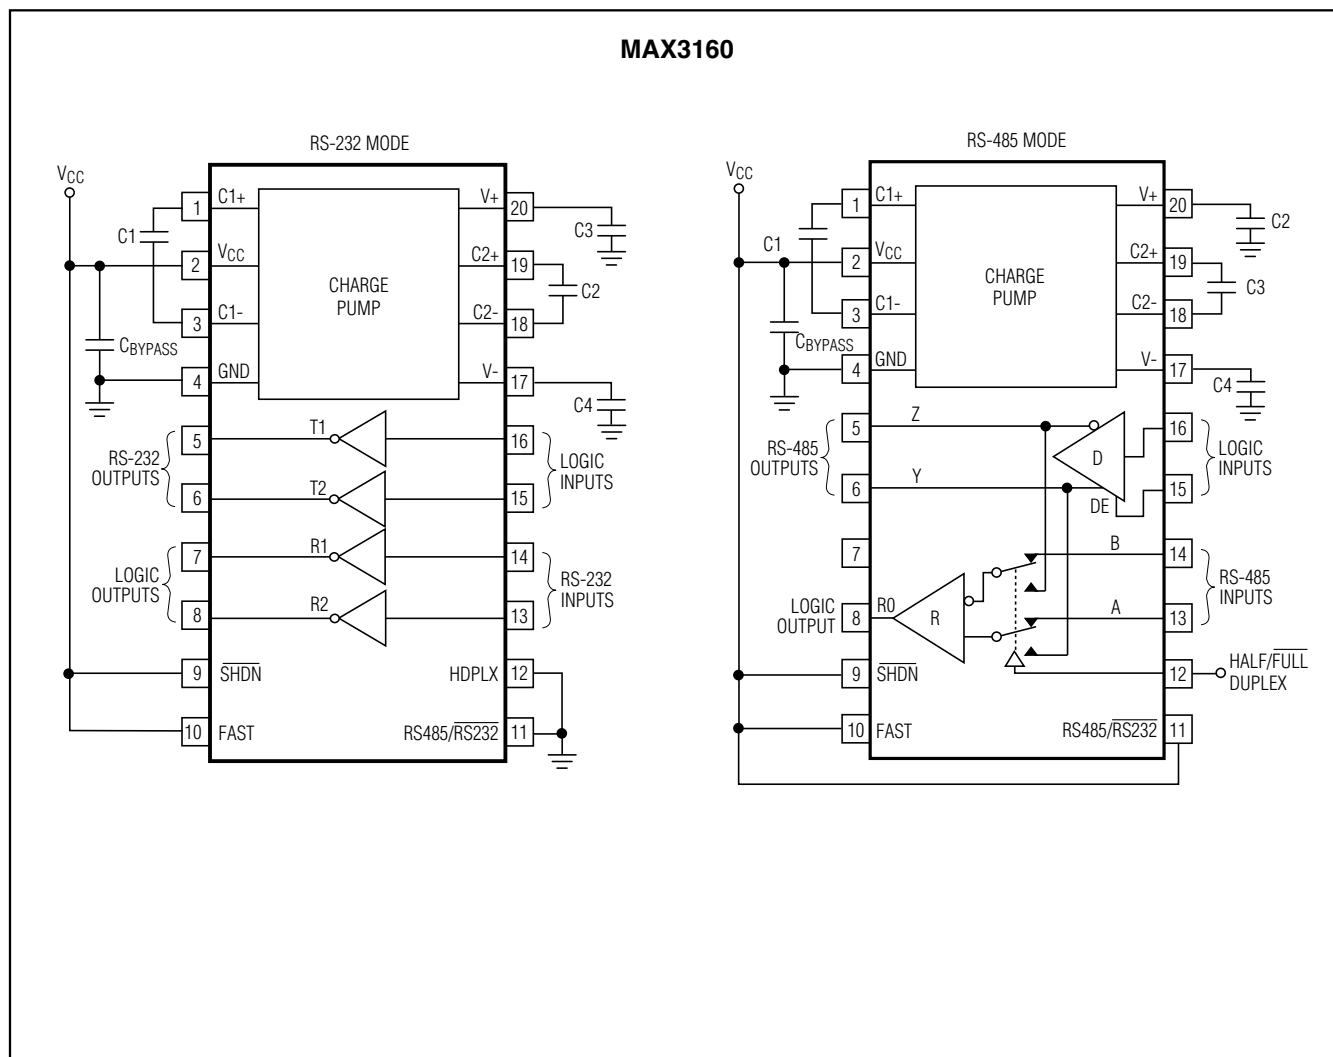 MAX3160
RS-232 MODE
VCC
1
C1+
V+
20
C1
C3
2
VCC
C2+
19
CHARGE
PUMP
C2
3
C1-
C2-
18
CBYPASS
4
GND
V-
17
C4
5
T1
16
RS-232
OUTPUTS
LOGIC
INPUTS
6
T2
15
7
R1
14
LOGIC
OUTPUTS
RS-232
INPUTS
8
R2
13
9
SHDN
HDPLX
12
10
FAST
RS485/RS232
11
RS-485 MODE
VCC
1
C1+
V+
20
C2
C1
2
VCC
C2+
19
CHARGE
PUMP
C3
3
C1-
C2-
18
CBYPASS
4
GND
V-
17
C4
5
Z
16
RS-485
OUTPUTS
D
LOGIC
INPUTS
6
Y
DE
15
7
B
14
RS-485
INPUTS
LOGIC
OUTPUT
8
R0
R
A
13
9
SHDN
12
HALF/FULL
DUPLEX
10
FAST
RS485/RS232
11